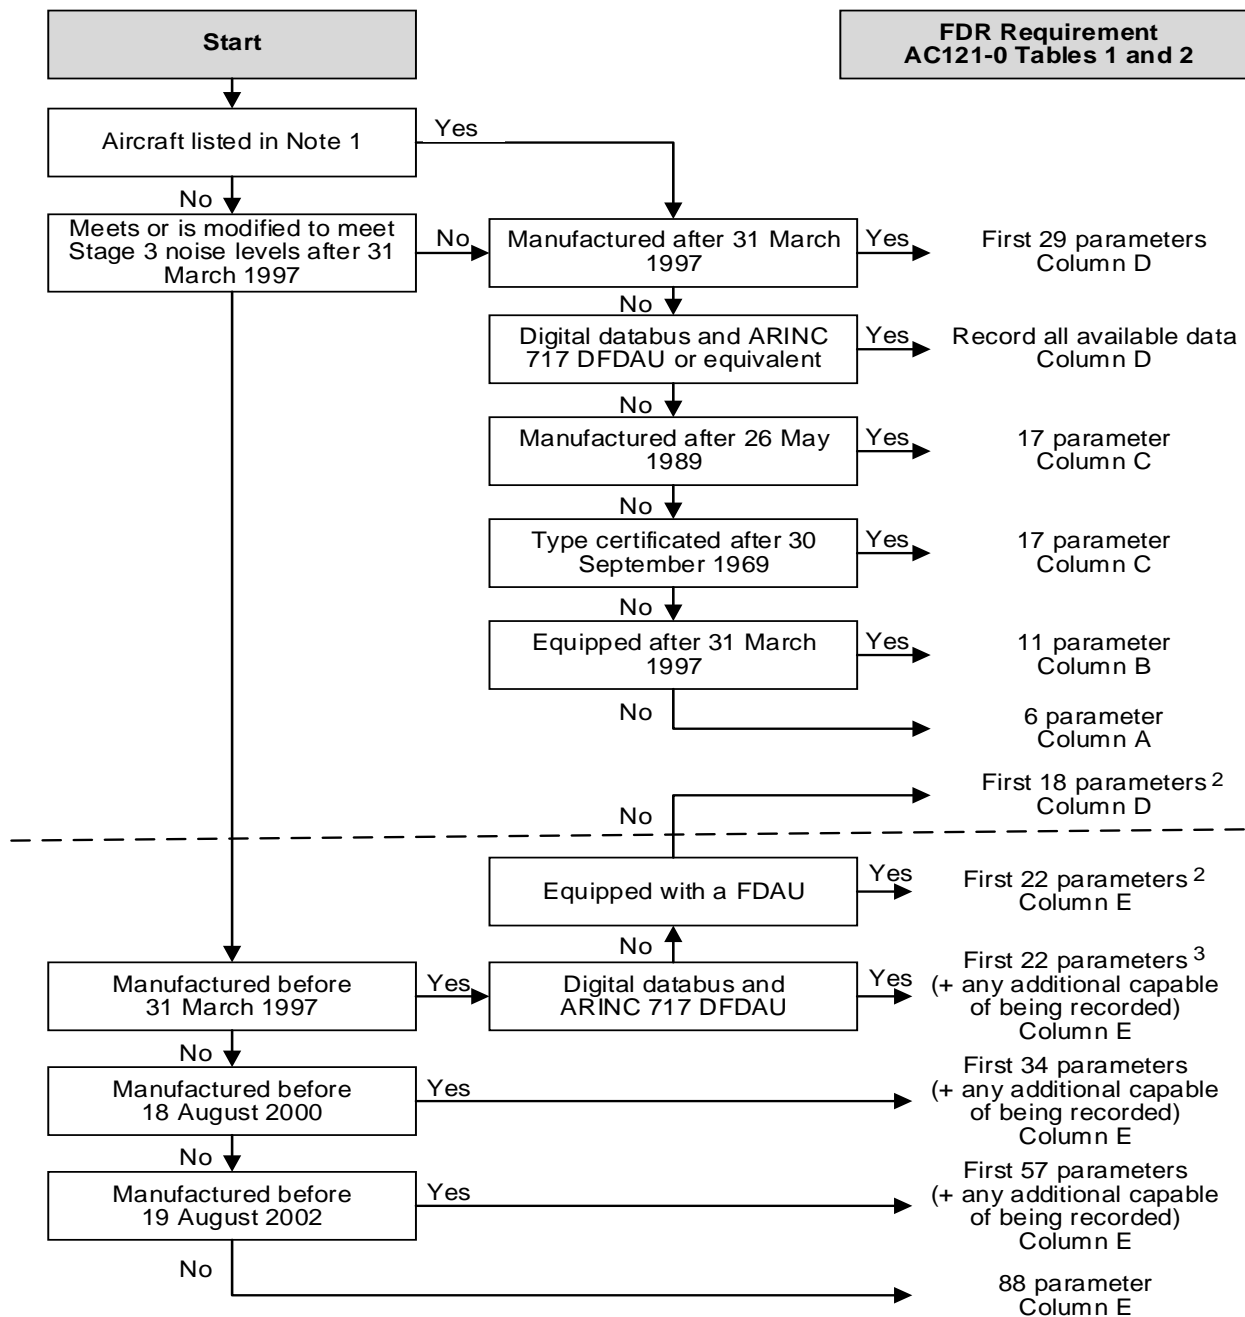 Start
FDR Requirement
AC121-0 Tables 1 and 2
Aircraft listed in Note 1
Yes
No
Meets or is modified to meet
Stage 3 noise levels after 31
March 1997
No
Manufactured after 31 March
1997
Yes
First 29 parameters
Column D
No
Digital databus and ARINC
717 DFDAU or equivalent
Yes
Record all available data
Column D
No
Manufactured after 26 May
1989
Yes
17 parameter
Column C
No
Type certificated after 30
September 1969
Yes
17 parameter
Column C
No
Equipped after 31 March
1997
Yes
11 parameter
Column B
No
6 parameter
Column A
First 18 parameters 2
Column D
No
Equipped with a FDAU
Yes
First 22 parameters 2
Column E
No
Manufactured before
31 March 1997
Yes
Digital databus and
ARINC 717 DFDAU
Yes
First 22 parameters 3
(+ any additional capable
of being recorded)
Column E
No
Manufactured before
18 August 2000
Yes
First 34 parameters
(+ any additional capable
of being recorded)
Column E
No
Manufactured before
19 August 2002
Yes
First 57 parameters
(+ any additional capable
of being recorded)
Column E
No
88 parameter
Column E